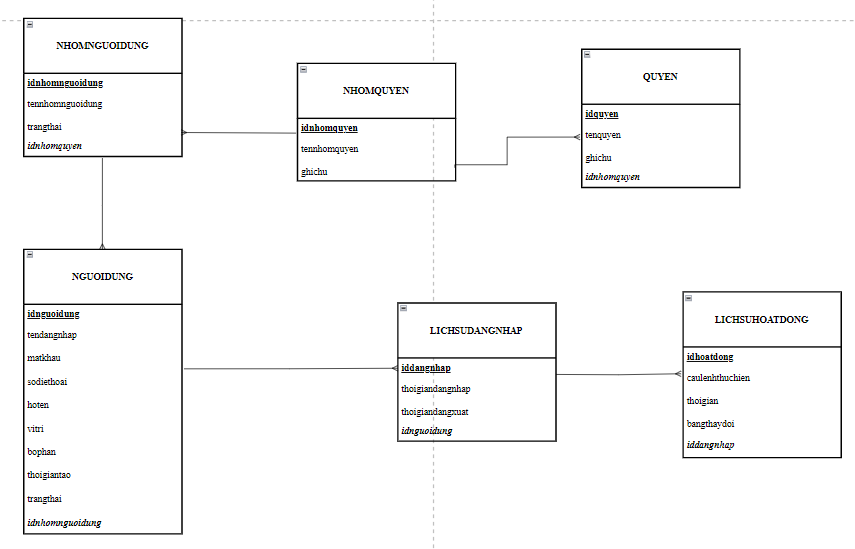 NHOMNGUOIDUNG
idnhomnguoidung
tennhomnguoidung
trangthai
idnhomquyen
NHOMQUYEN
idnhomquyen
tennhomquyen
ghichu
QUYEN
idquyen
tenquyen
ghichu
idnhomquyen
NGUOIDUNG
idnguoidung
tendangnhap
matkhau
sodiethoai
hoten
vitri
bophan
thoigiantao
trangthai
idnhomnguoidung
LICHSUDANGNHAP
iddangnhap
thoigiandangnhap
thoigiandangxuat
idnguoidung
LICHSUHOATDONG
idhoatdong
caulenhthuchien
thoigian
bangthaydoi
iddangnhap